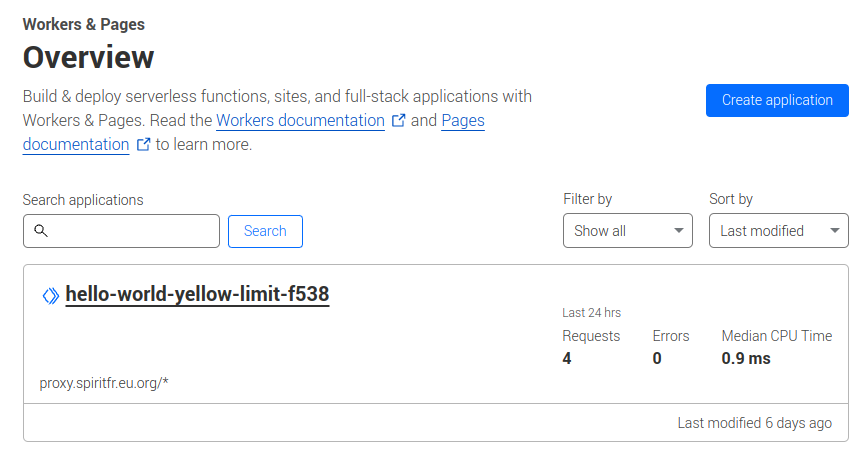 Workers & Pages
Overview
Build & deploy serverless functions, sites, and full-stack applications with
Workers & Pages. Read the Workers documentation and Pages
documentation to learn more.
Create application
Search applications
Search
Filter by
Show all
Sort by
Last modified
hello-world-yellow-limit-f538
Last 24 hrs
Requests Errors Median CPU Time
4 0 0.9 ms
proxy.spiritfr.eu.org/*
Last modified 6 days ago